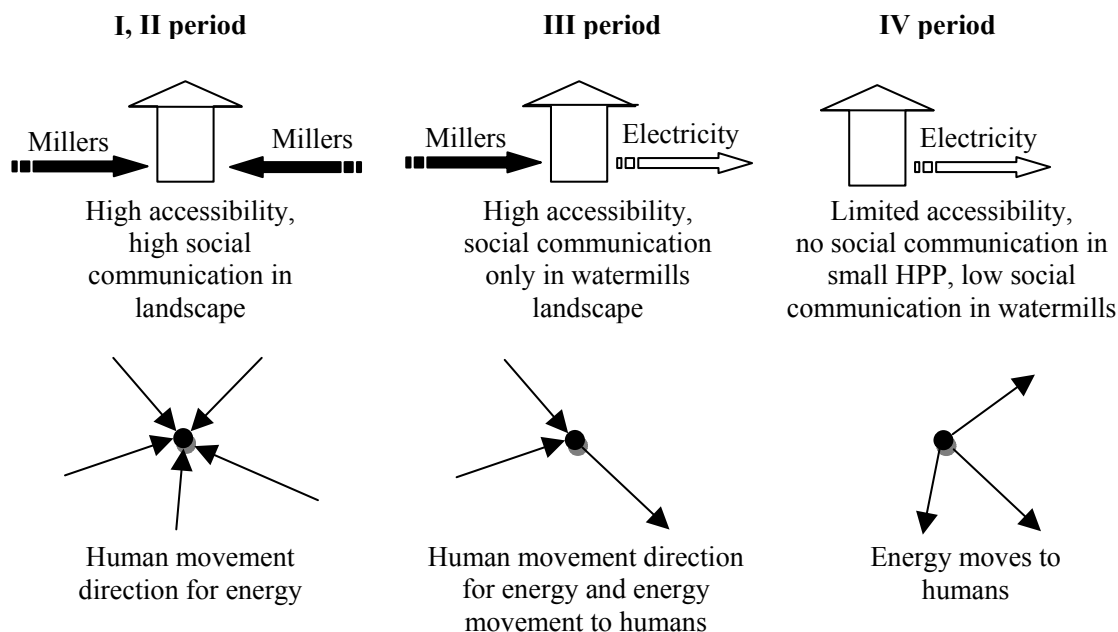 I, II period
Millers
Millers
High accessibility,
high social
communication in
landscape
Human movement
direction for energy
III period
Millers
Electricity
High accessibility,
social communication
only in watermills
landscape
Human movement direction
for energy and energy
movement to humans
IV period
Electricity
Limited accessibility,
no social communication in
small HPP, low social
communication in watermills
Energy moves to
humans